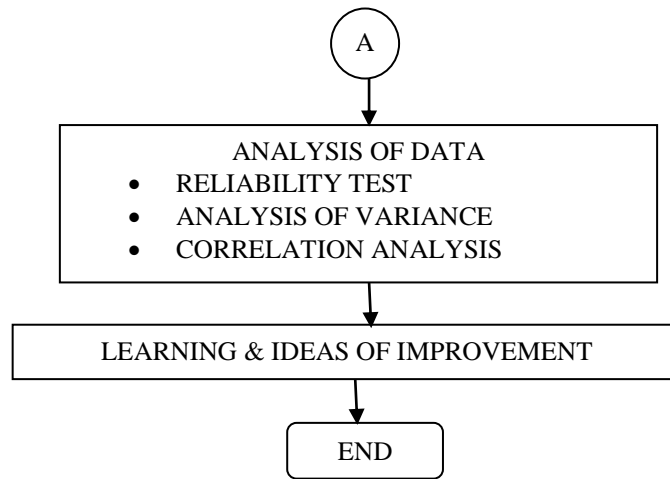 A
ANALYSIS OF DATA
• RELIABILITY TEST
• ANALYSIS OF VARIANCE
• CORRELATION ANALYSIS
LEARNING & IDEAS OF IMPROVEMENT
END